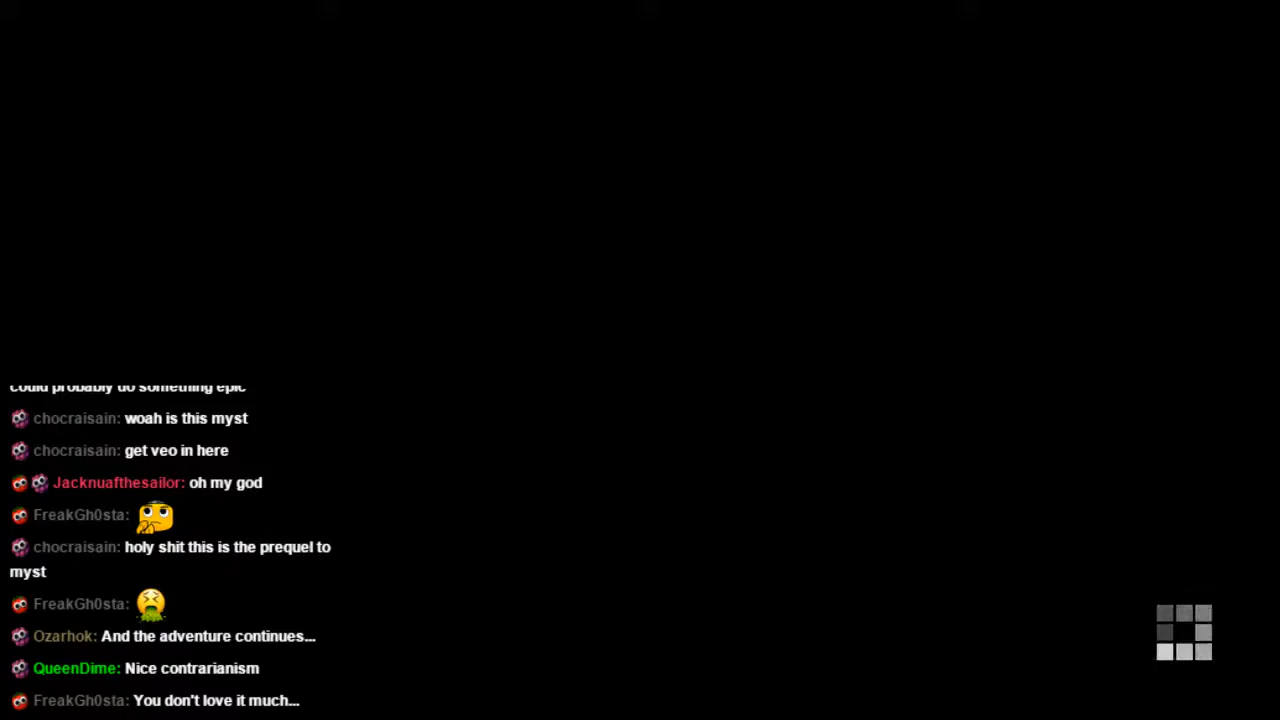 could probably do something epic
chocraisain: woah is this myst
chocraisain: get veo in here
Jacknuafthesailor: oh my god
FreakGh0sta:
chocraisain: holy shit this is the prequel to
myst
FreakGh0sta:
Ozarhok: And the adventure continues...
QueenDime: Nice contrarianism
FreakGh0sta: You don't love it much...